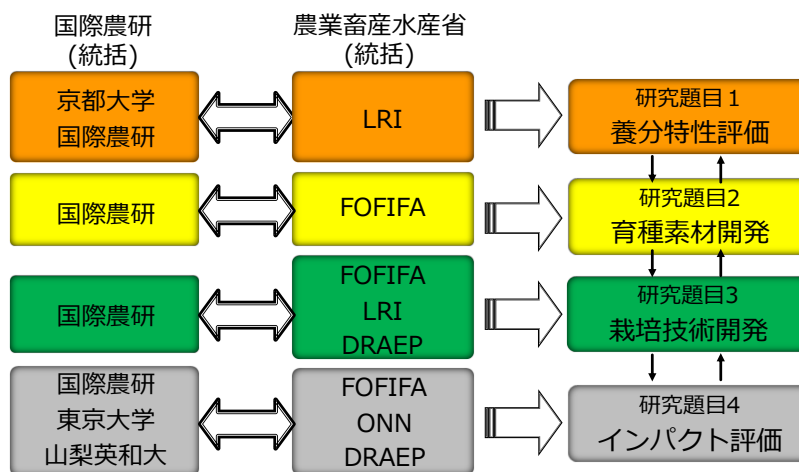 国際農研
(統括)
農業畜産水産省
(統括)
京都大学
国際農研
LRI
研究題目1
養分特性評価
国際農研
FOFIFA
研究題目2
育種素材開発
国際農研
FOFIFA
LRI
DRAEP
研究題目3
栽培技術開発
国際農研
東京大学
山梨英和大
FOFIFA
ONN
DRAEP
研究題目4
インパクト評価